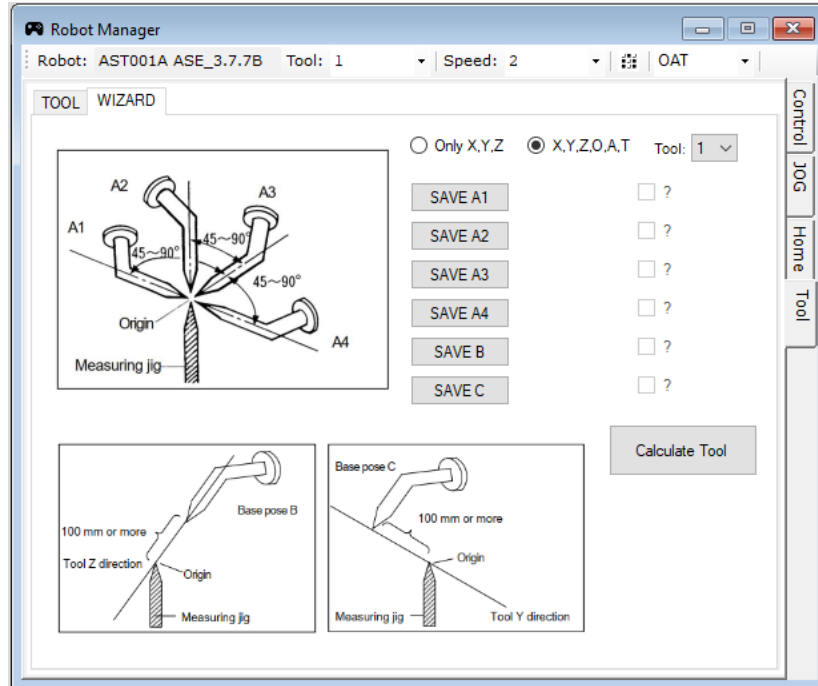 Robot Manager
Robot: AST001A ASE_3.7.7B Tool: 1 Speed: 2 OAT
TOOL WIZARD
Control
JOG
Home
Tool
Only X,Y,Z X,Y,Z,O,A,T Tool: 1
A2
A3
A1
45～90°
45～90°
45～90°
Origin
A4
Measuring jig
SAVE A1 ?
SAVE A2 ?
SAVE A3 ?
SAVE A4 ?
SAVE B ?
SAVE C ?
Calculate Tool
Base pose B
100 mm or more
Tool Z direction
Origin
Measuring jig
Base pose C
100 mm or more
Origin
Measuring jig
Tool Y direction